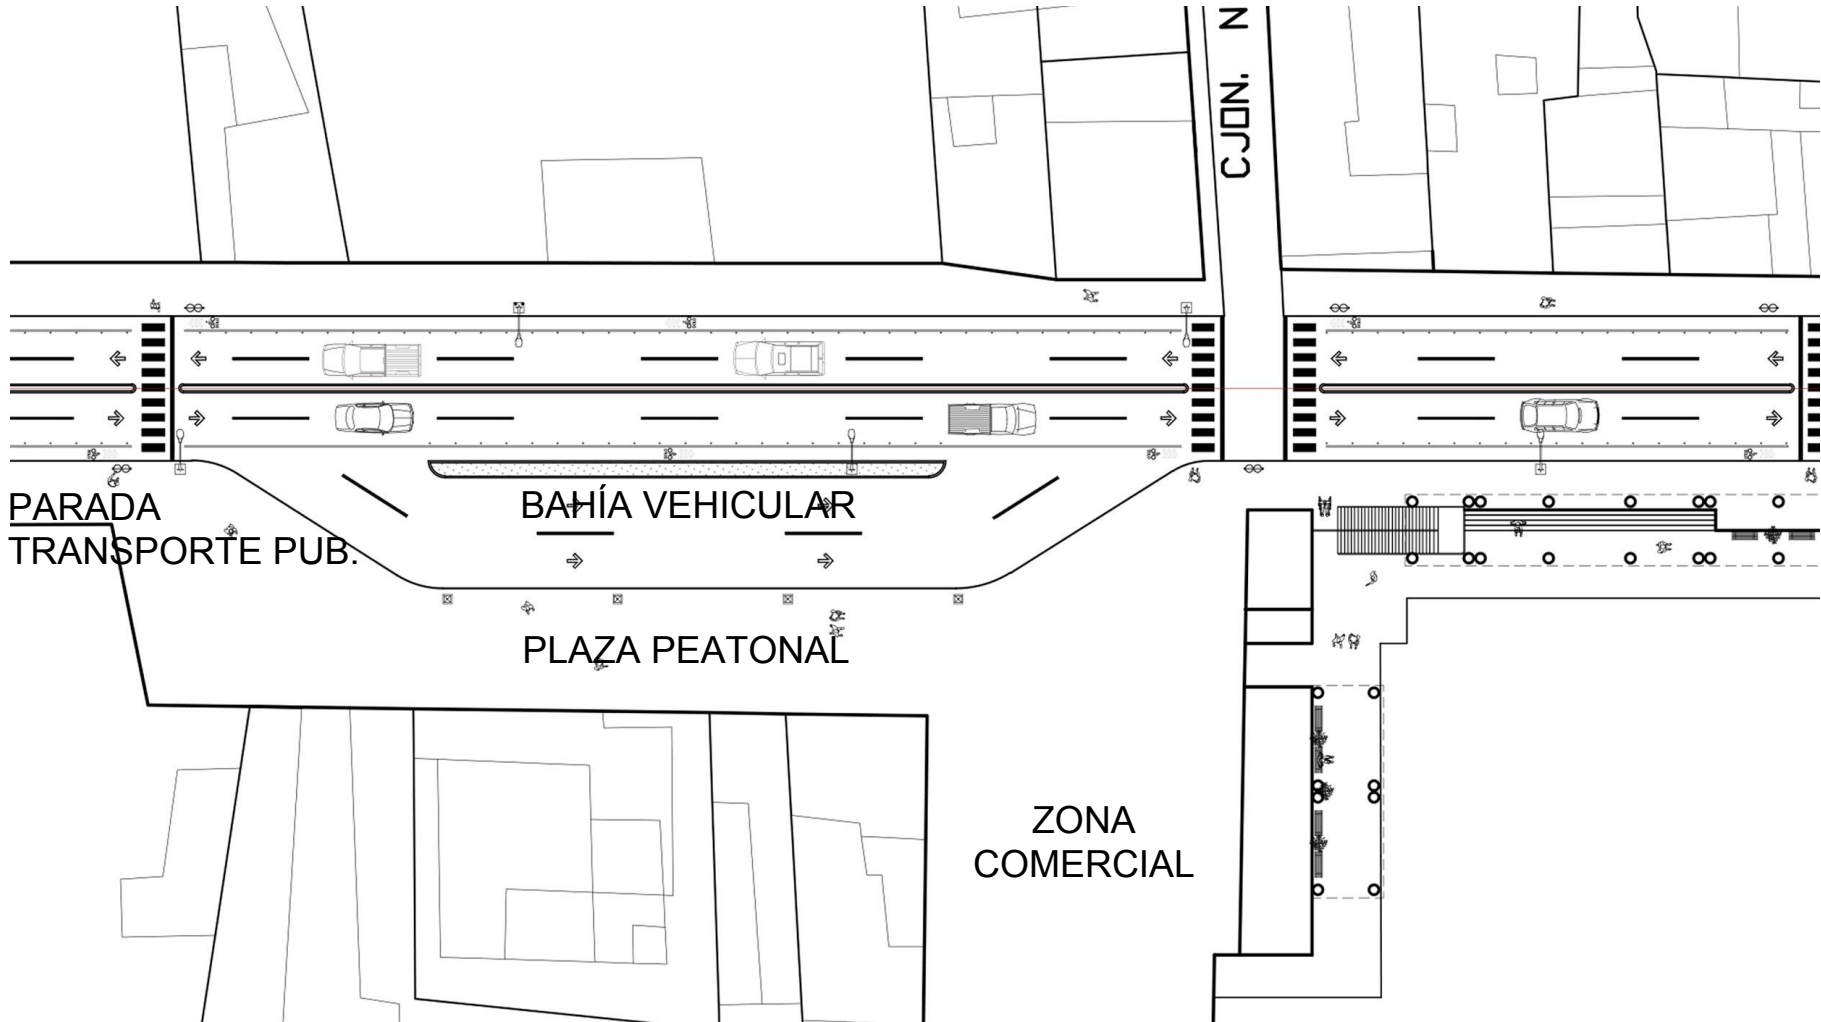 CJON. N
BAHÍA VEHICULAR
PARADA
TRANSPORTE PUB.
PLAZA PEATONAL
ZONA
COMERCIAL